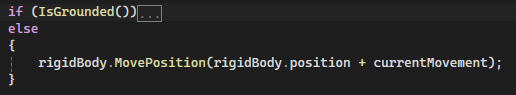 if (IsGrounded())...
else
{
    rigidBody.MovePosition(rigidBody.position + currentMovement);
}